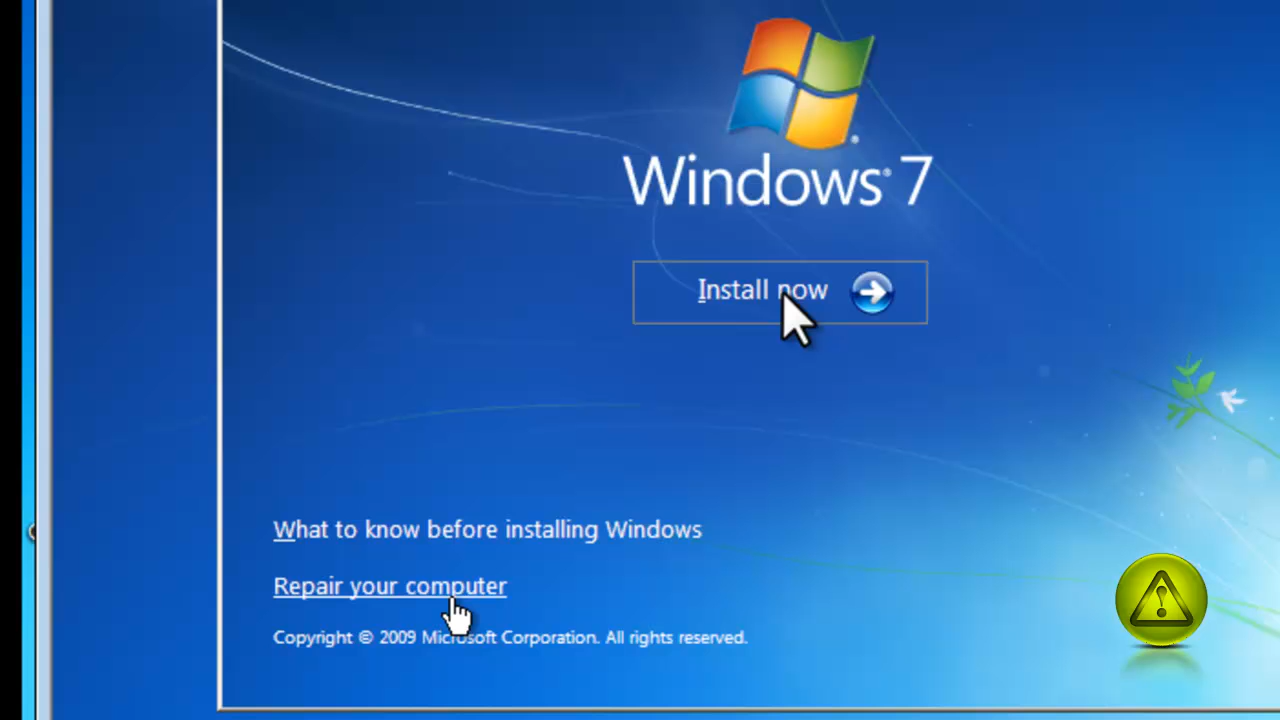 Windows® 7
Install now
What to know before installing Windows
Repair your computer
Copyright © 2009 Microsoft Corporation. All rights reserved.